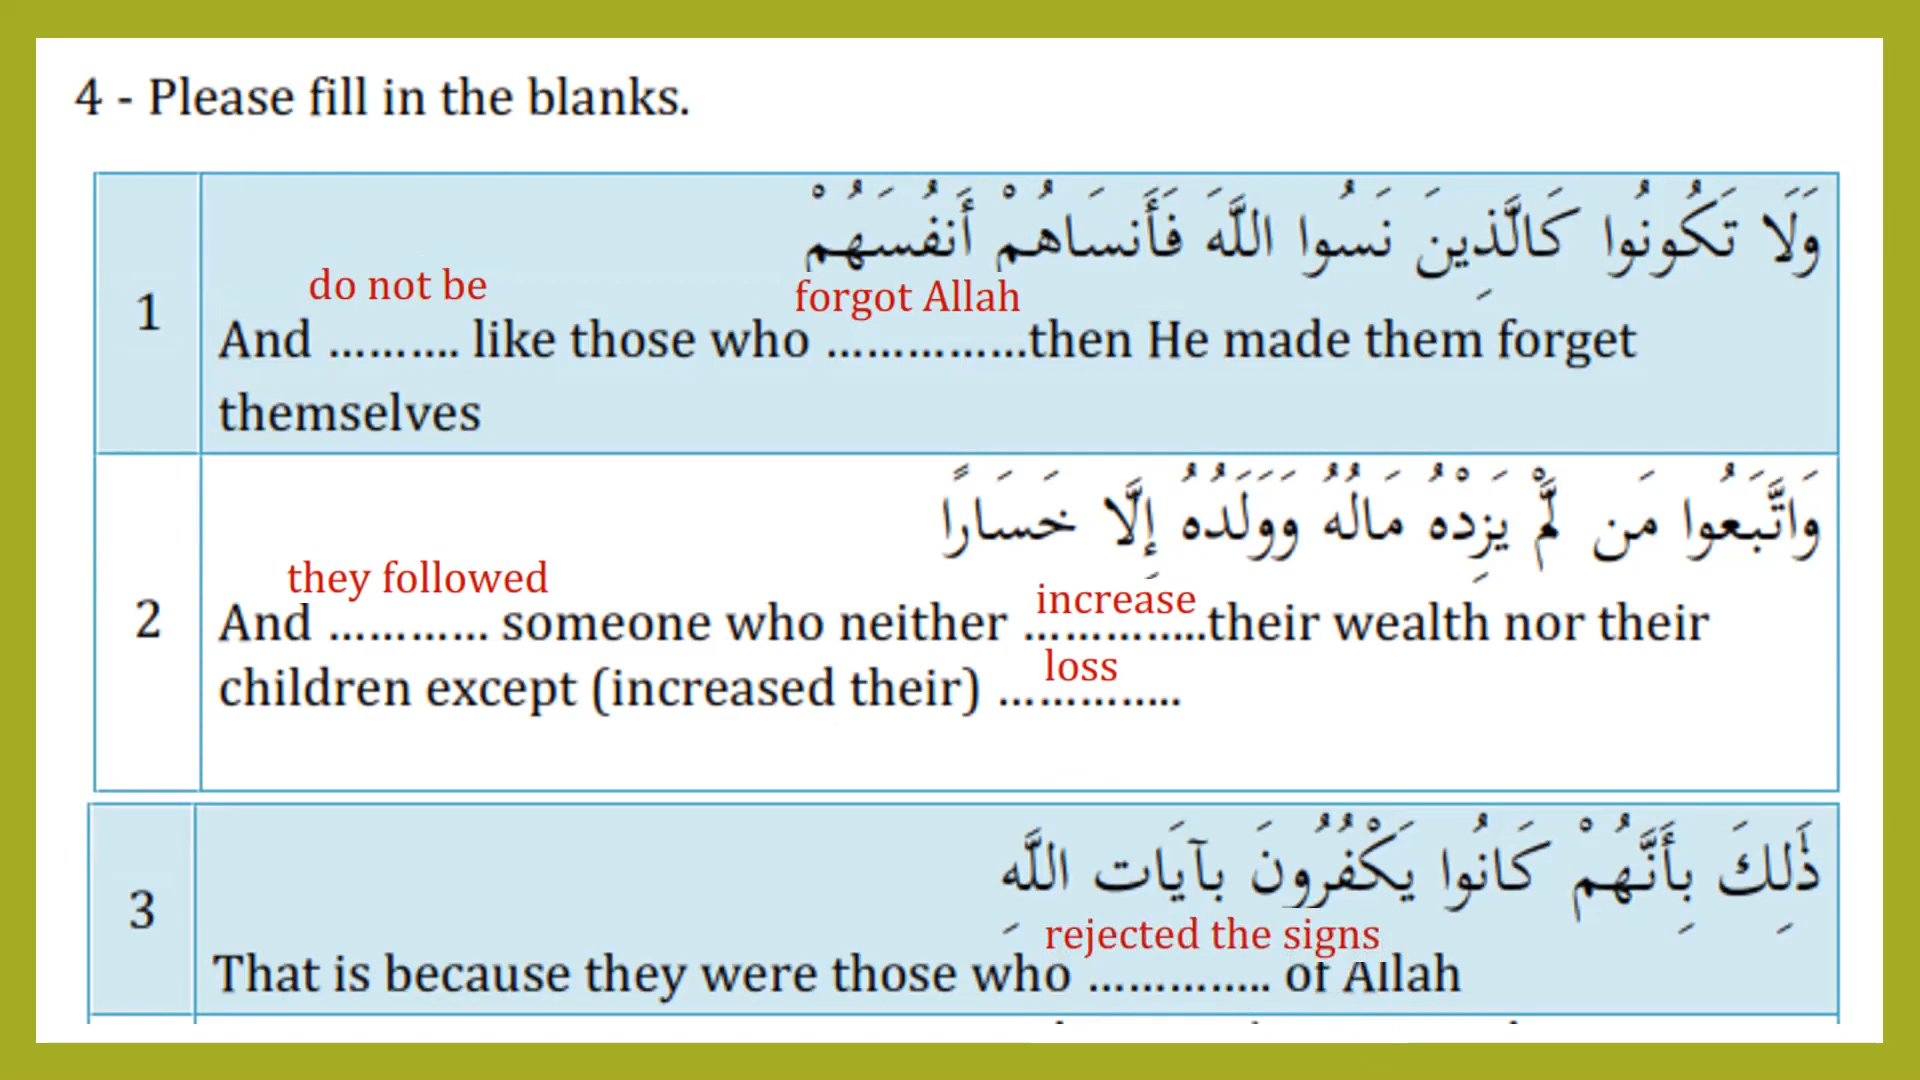 4 - Please fill in the blanks.
وَلَا تَكُونُوا كَالَّذِينَ نَسُوا اللَّهَ فَأَنسَاهُمْ أَنفُسَهُمْ
do not be
forgot Allah
1
And ………. like those who ……………then He made them forget
themselves
وَاتَّبَعُوا مَن لَّمْ يَزِدْهُ مَالُهُ وَوَلَدُهُ إِلَّا خَسَارًا
they followed
increase
2
And ………… someone who neither …………..their wealth nor their
loss
children except (increased their) …………..
ذَٰلِكَ بِأَنَّهُمْ كَانُوا يَكْفُرُونَ بآيَات اللَّهِ
3
rejected the signs
That is because they were those who ………….. of Allah